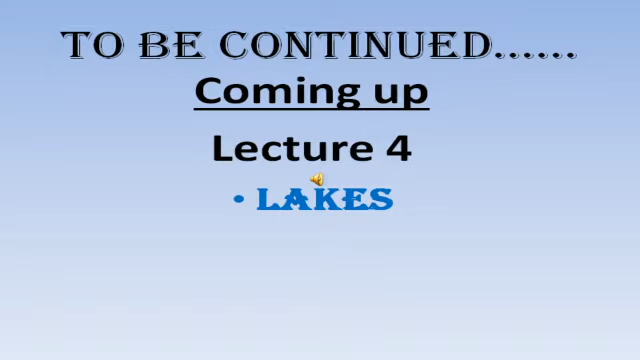 TO BE CONTINUED......
Coming up
Lecture 4
• LAKES